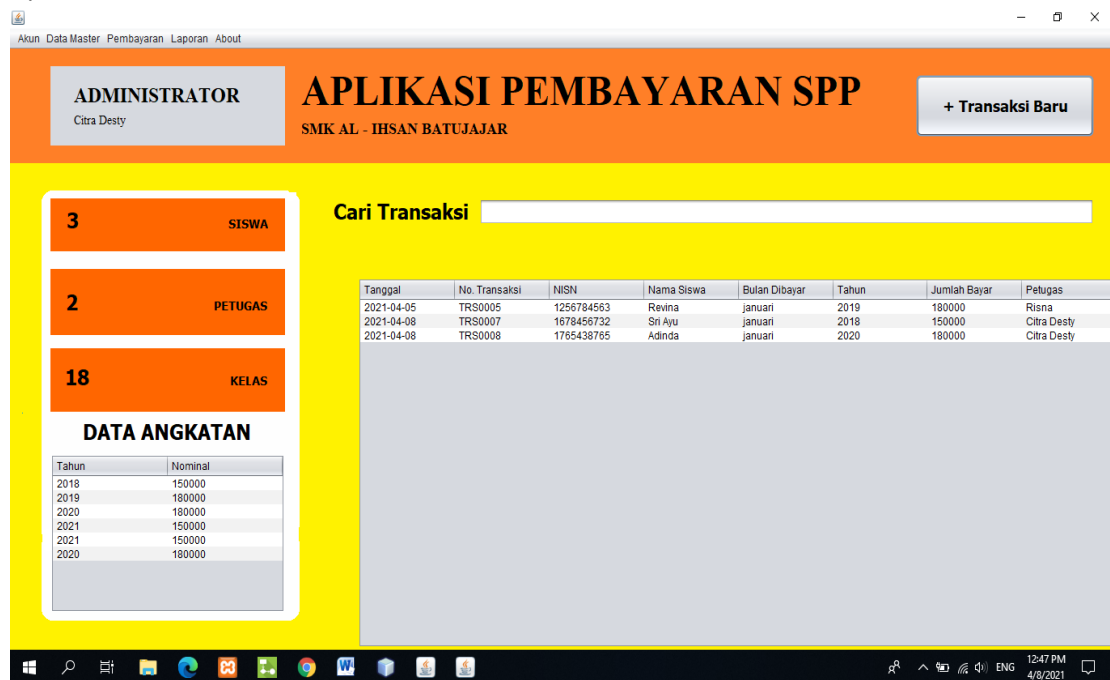 Akun Data Master Pembayaran Laporan About
ADMINISTRATOR
Citra Desty
APLIKASI PEMBAYARAN SPP
SMK AL - IHSAN BATUJAJAR
+ Transaksi Baru
3 SISWA
2 PETUGAS
18 KELAS
DATA ANGKATAN
Tahun Nominal
2018 150000
2019 180000
2020 180000
2021 150000
2021 150000
2020 180000
Cari Transaksi
Tanggal No. Transaksi NISN Nama Siswa Bulan Dibayar Tahun Jumlah Bayar Petugas
2021-04-05 TRS0005 1256784563 Revina januari 2019 180000 Risna
2021-04-08 TRS0007 1678456732 Sri Ayu januari 2018 150000 Citra Desty
2021-04-08 TRS0008 1765438765 Adinda januari 2020 180000 Citra Desty
ENG
12:47 PM
4/8/2021